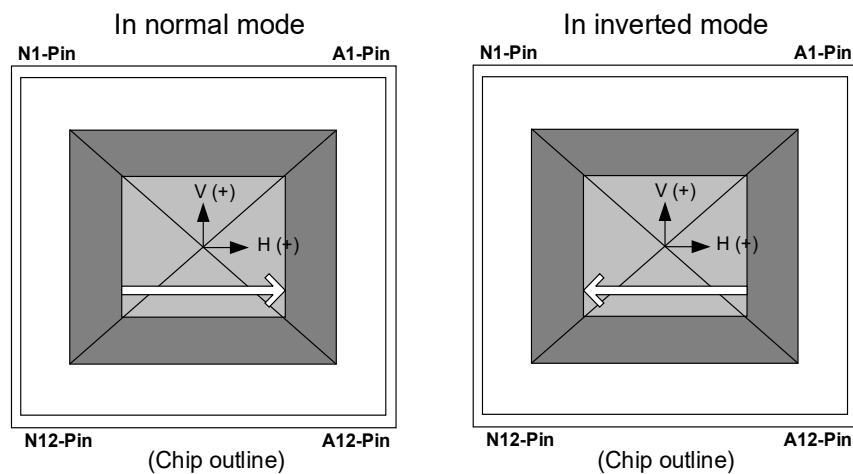 In normal mode
N1-Pin
A1-Pin
V (+)
H (+)
N12-Pin
A12-Pin
(Chip outline)
In inverted mode
N1-Pin
A1-Pin
V (+)
H (+)
N12-Pin
A12-Pin
(Chip outline)